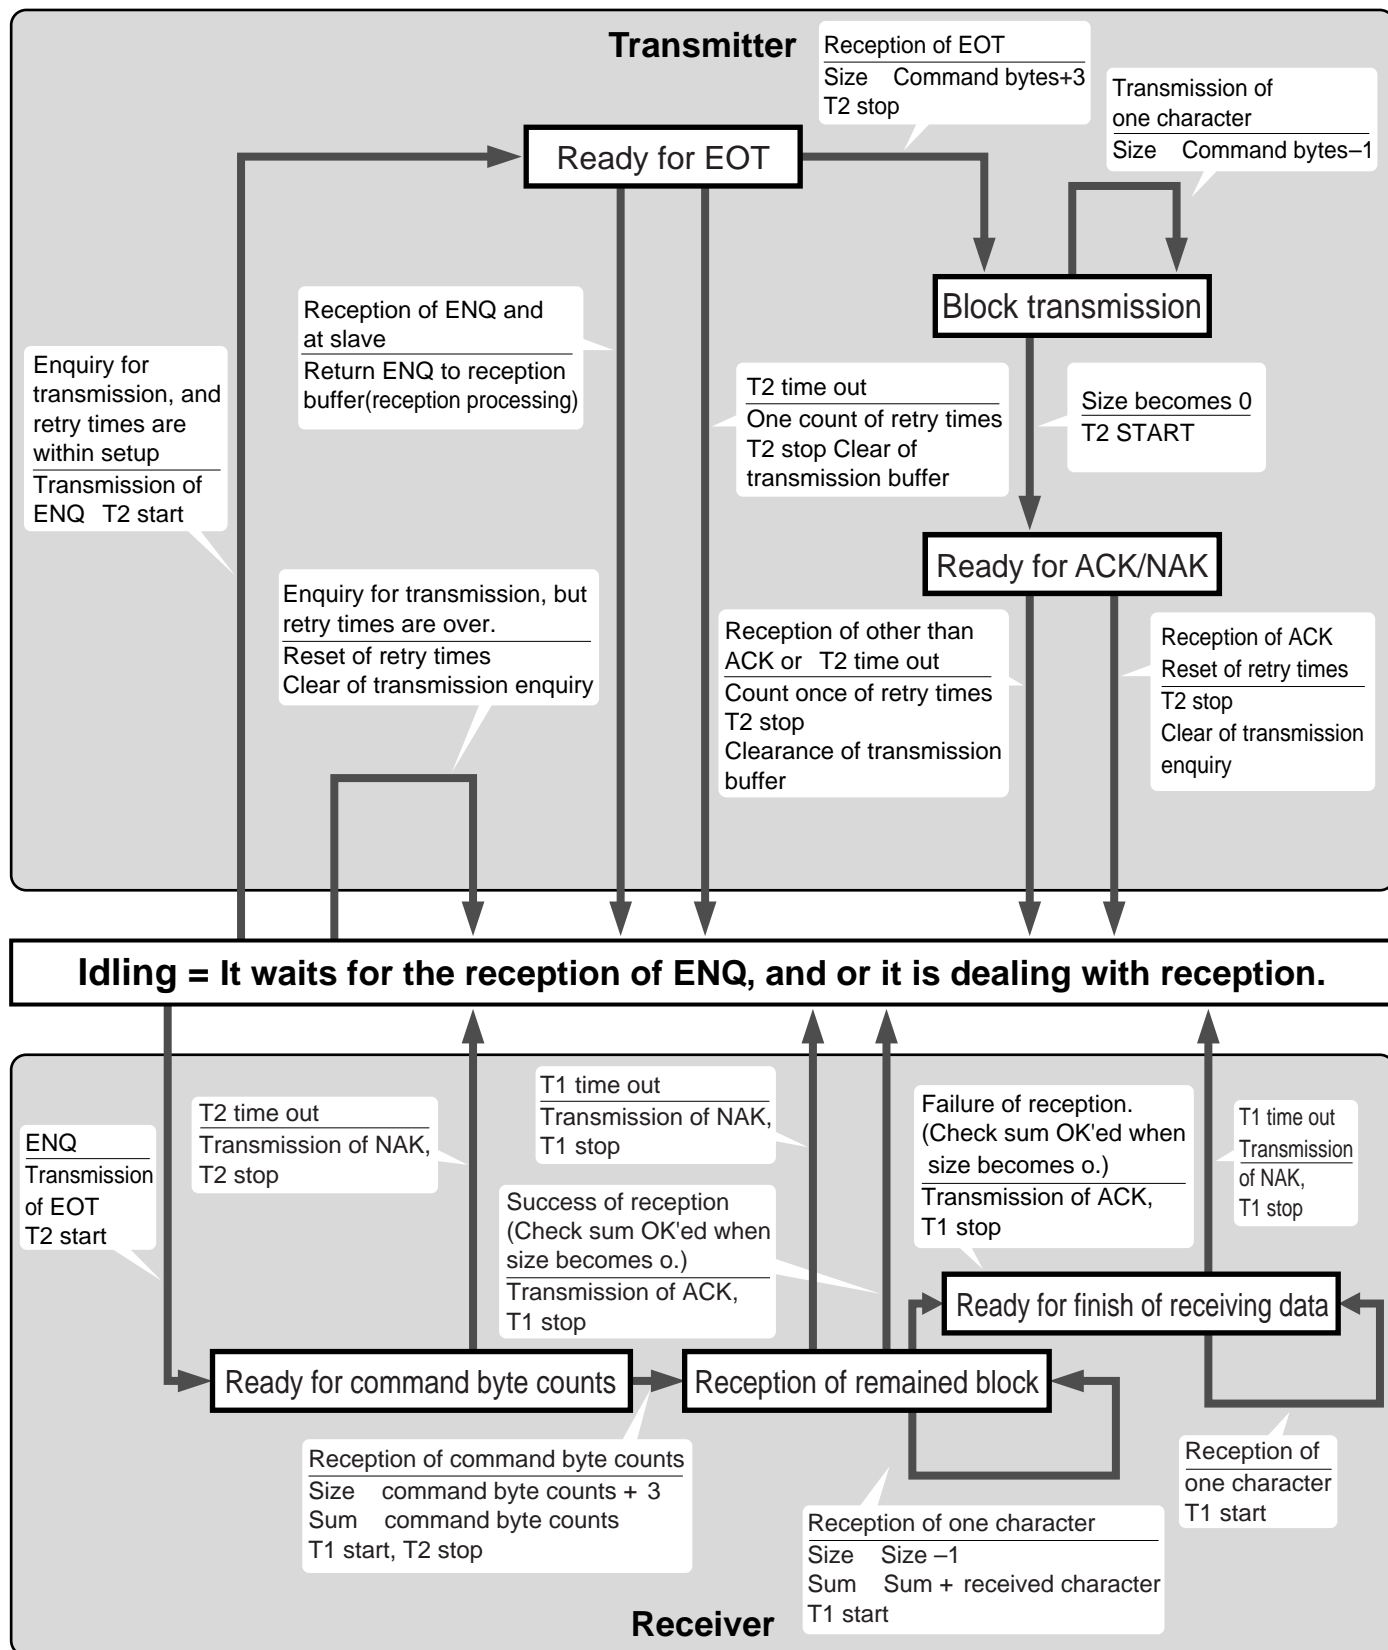 Transmitter
Reception of EOT
Size Command bytes+3
T2 stop
Transmission of
one character
Size Command bytes–1
Ready for EOT
Block transmission
Reception of ENQ and
at slave
Return ENQ to reception
buffer(reception processing)
Enquiry for
transmission, and
retry times are
within setup
Transmission of
ENQ T2 start
T2 time out
One count of retry times
T2 stop Clear of
transmission buffer
Size becomes 0
T2 START
Ready for ACK/NAK
Enquiry for transmission, but
retry times are over.
Reset of retry times
Clear of transmission enquiry
Reception of other than
ACK or T2 time out
Count once of retry times
T2 stop
Clearance of transmission
buffer
Reception of ACK
Reset of retry times
T2 stop
Clear of transmission
enquiry
Idling = It waits for the reception of ENQ, and or it is dealing with reception.
ENQ
Transmission
of EOT
T2 start
T2 time out
Transmission of NAK,
T2 stop
T1 time out
Transmission of NAK,
T1 stop
Success of reception
(Check sum OK'ed when
size becomes o.)
Transmission of ACK,
T1 stop
Failure of reception.
(Check sum OK'ed when
size becomes o.)
Transmission of ACK,
T1 stop
T1 time out
Transmission
of NAK,
T1 stop
Ready for finish of receiving data
Ready for command byte counts
Reception of remained block
Reception of command byte counts
Size command byte counts + 3
Sum command byte counts
T1 start, T2 stop
Reception of one character
Size Size –1
Sum Sum + received character
T1 start
Reception of
one character
T1 start
Receiver